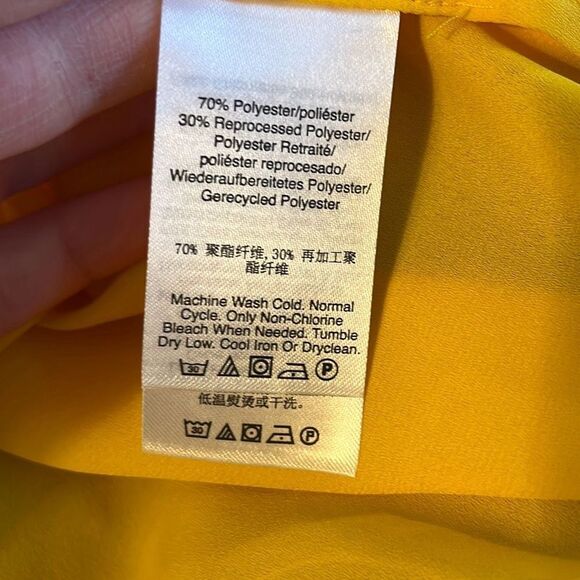 70% Polyester/poliéster
30% Reprocessed Polyester/
Polyester Retraité/
poliéster reprocesado/
Wiederaufbereitetes Polyester/
Gerecycled Polyester
70% 聚酯纤维, 30% 再加工聚
酯纤维
Machine Wash Cold. Normal
Cycle. Only Non-Chlorine
Bleach When Needed. Tumble
Dry Low. Cool Iron Or Dryclean.
30 P
低温熨烫或干洗。
30 P